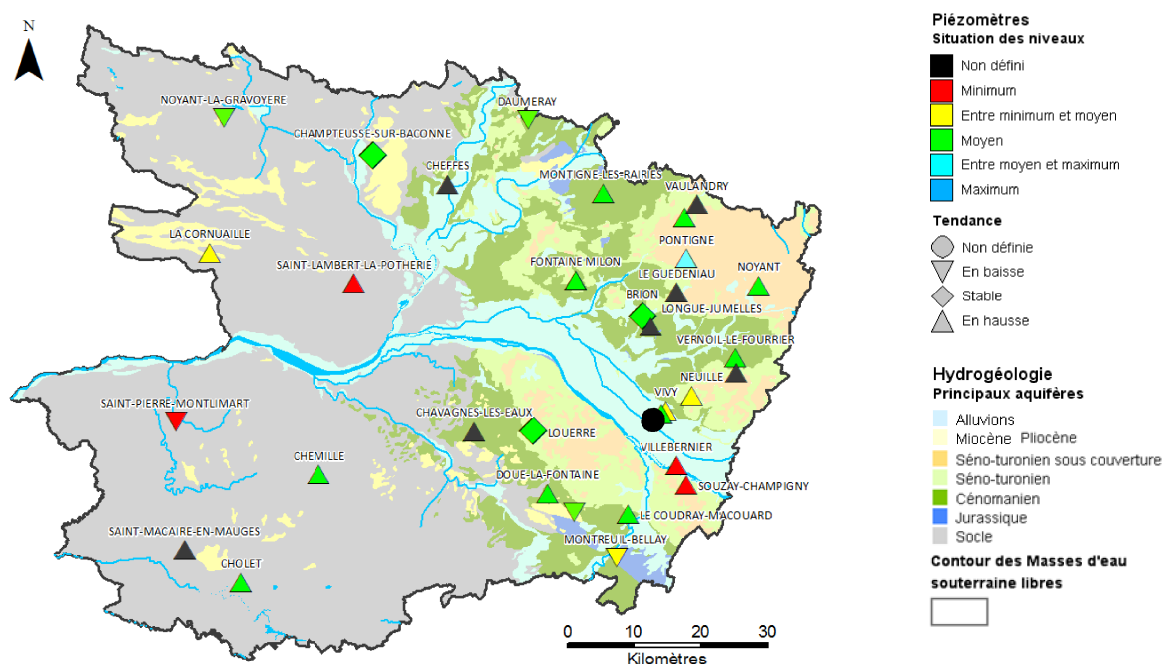 N
NOYANT-LA-GRAVOYERE
DAUMERAY
CHAMPTEUSSE-SUR-BACONNE
CHEFFES
MONTIGNE-LES-RAIRIES
VAULANDRY
LA CORNUAILLE
PONTIGNE
SAINT-LAMBERT-LA-POTHERIE
FONTAINE MILON
LE GUEDENIAU
NOYANT
BRION
LONGUE-JUMELLES
VERNOIL-LE-FOURRIER
NEUILLE
VIVY
SAINT-PIERRE-MONTLIMART
CHAVAGNES-LES-EAUX
LOUERRE
VILLEBERNIER
CHEMILLE
DOUE-LA-FONTAINE
SOUZAY-CHAMPIGNY
LE COUDRAY-MACOUARD
SAINT-MACAIRE-EN-MAUGES
MONTREUIL-BELLAY
CHOLET
0 10 20 30
Kilomètres
Piézomètres
Situation des niveaux
Non défini
Minimum
Entre minimum et moyen
Moyen
Entre moyen et maximum
Maximum
Tendance
Non définie
En baisse
Stable
En hausse
Hydrogéologie
Principaux aquifères
Alluvions
Miocène Pliocène
Séno-turonien sous couverture
Séno-turonien
Cénomanien
Jurassique
Socle
Contour des Masses d'eau
souterraine libres